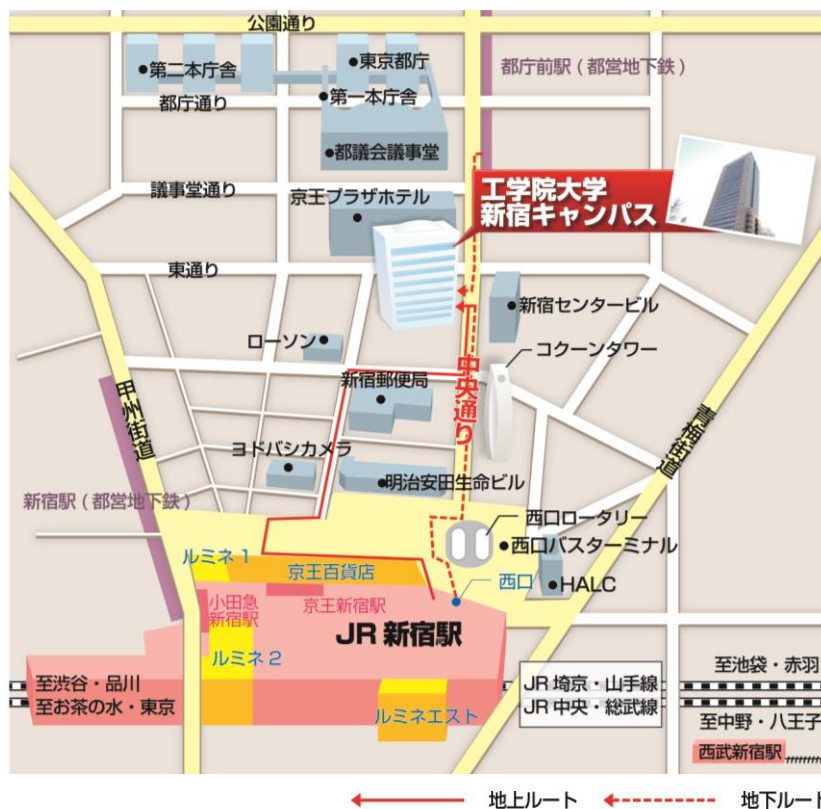 公園通り
第二本庁舎
東京都庁
都庁前駅(都営地下鉄)
都庁通り
第一本庁舎
都議会議事堂
議事堂通り
京王プラザホテル
工学院大学
新宿キャンパス
東通り
新宿センタービル
ローソン
コクーンタワー
中央通り
新宿郵便局
甲州街道
青梅街道
ヨドバシカメラ
明治安田生命ビル
新宿駅(都営地下鉄)
西口ロータリー
西口バスターミナル
ルミネ1
京王百貨店
西口
HALC
小田急
新宿駅
京王新宿駅
JR 新宿駅
ルミネ2
至渋谷・品川
至お茶の水・東京
ルミネエスト
JR 埼京・山手線
JR 中央・総武線
至池袋・赤羽
至中野・八王子
西武新宿駅
地上ルート
地下ルート